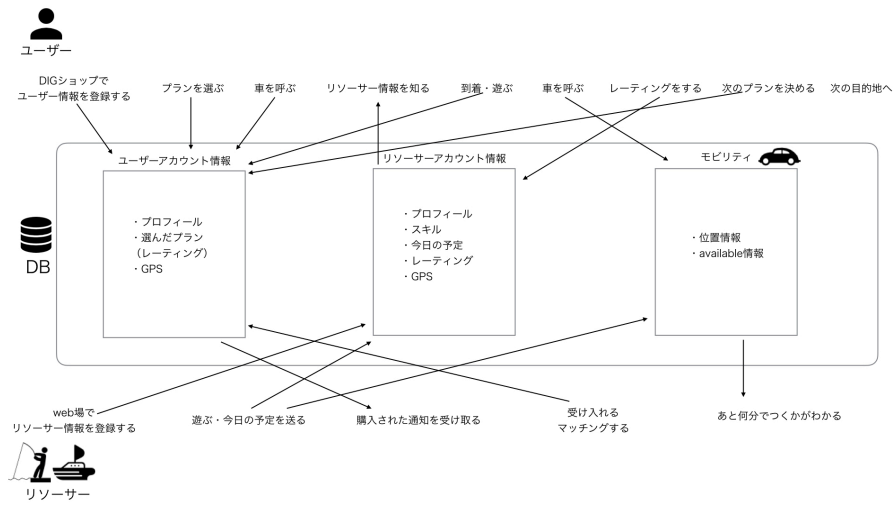 ユーザー
DIGショップで
ユーザー情報を登録する
プランを選ぶ
車を呼ぶ
リソーサー情報を知る
到着・遊ぶ
車を呼ぶ
レーティングをする
次のプランを決める
次の目的地へ
ユーザーアカウント情報
リソーサーアカウント情報
モビリティ
・プロフィール
・選んだプラン
（レーティング）
・GPS
・プロフィール
・スキル
・今日の予定
・レーティング
・GPS
・位置情報
・available情報
DB
web場で
リソーサー情報を登録する
遊ぶ・今日の予定を送る
購入された通知を受け取る
受け入れる
マッチングする
あと何分でつくかがわかる
リソーサー